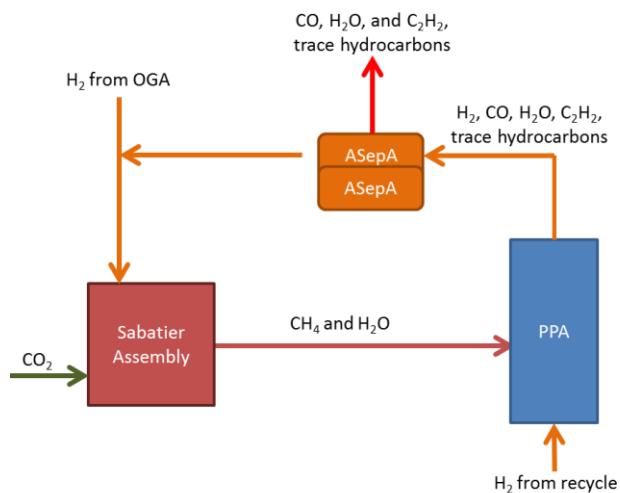 CO, H₂O, and C₂H₂,
trace hydrocarbons
H₂ from OGA
H₂, CO, H₂O, C₂H₂,
trace hydrocarbons
ASepA
ASepA
Sabatier
Assembly
CH₄ and H₂O
PPA
CO₂
H₂ from recycle